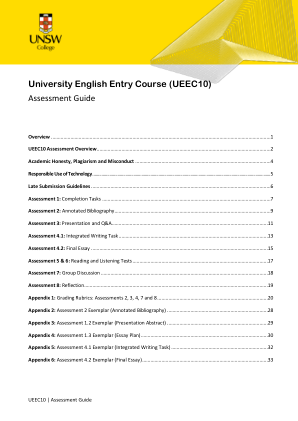 UNSW
College
University English Entry Course (UEEC10)
Assessment Guide
Overview ........ 1
UEEC10 Assessment Overview ........ 2
Academic Honesty, Plagiarism and Misconduct ........ 4
Responsible Use of Technology ........ 5
Late Submission Guidelines ........ 6
Assessment 1: Completion Tasks ........ 7
Assessment 2: Annotated Bibliography ........ 9
Assessment 3: Presentation and Q&A ........ 11
Assessment 4.1: Integrated Writing Task ........ 13
Assessment 4.2: Final Essay ........ 15
Assessment 5 & 6: Reading and Listening Tests ........ 17
Assessment 7: Group Discussion ........ 18
Assessment 8: Reflection ........ 19
Appendix 1: Grading Rubrics: Assessments 2, 3, 4, 7 and 8 ........ 20
Appendix 2: Assessment 2 Exemplar (Annotated Bibliography) ........ 28
Appendix 3: Assessment 1.2 Exemplar (Presentation Abstract) ........ 29
Appendix 4: Assessment 1.3 Exemplar (Essay Plan) ........ 30
Appendix 5: Assessment 4.1 Exemplar (Integrated Writing Task) ........ 32
Appendix 6: Assessment 4.2 Exemplar (Final Essay) ........ 33
UEEC10 | Assessment Guide